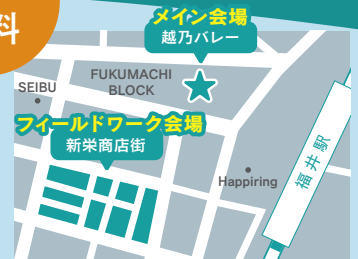 料
メイン会場
越乃バレー
FUKUMACHI
BLOCK
SEIBU
フィールドワーク会場
新栄商店街
Happiring
福井駅